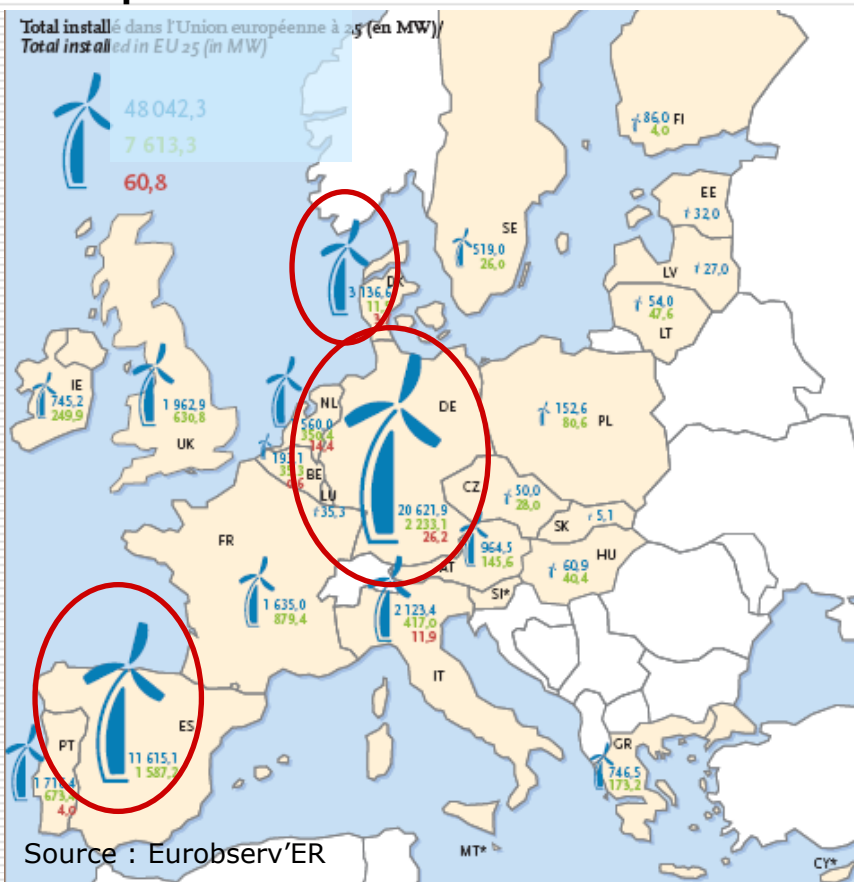 Total installé dans l'Union européenne à 25 (en MW)/
Total installed in EU 25 (in MW)
48 042,3
7 613,3
60,8
86,0 FI
4,0
EE
32,0
SE
519,0
26,0
LV 27,0
54,0
47,6
LT
DK
3 136,6
IE
745,2
249,9
1 962,9
630,8
UK
NL
560,0
DE
152,6 PL
80,6
BE
LU
35,3
20 621,9
2 233,1
26,2
CZ 50,0
28,0
SK 5,1
964,5
145,6
AT
HU
60,9
40,4
SI*
FR
1 635,0
879,4
2 123,4
417,0
11,9
IT
ES
11 615,1
1 587,2
PT
673,4
4,0
GR
746,5
173,2
MT*
CY*
Source : Eurobserv'ER